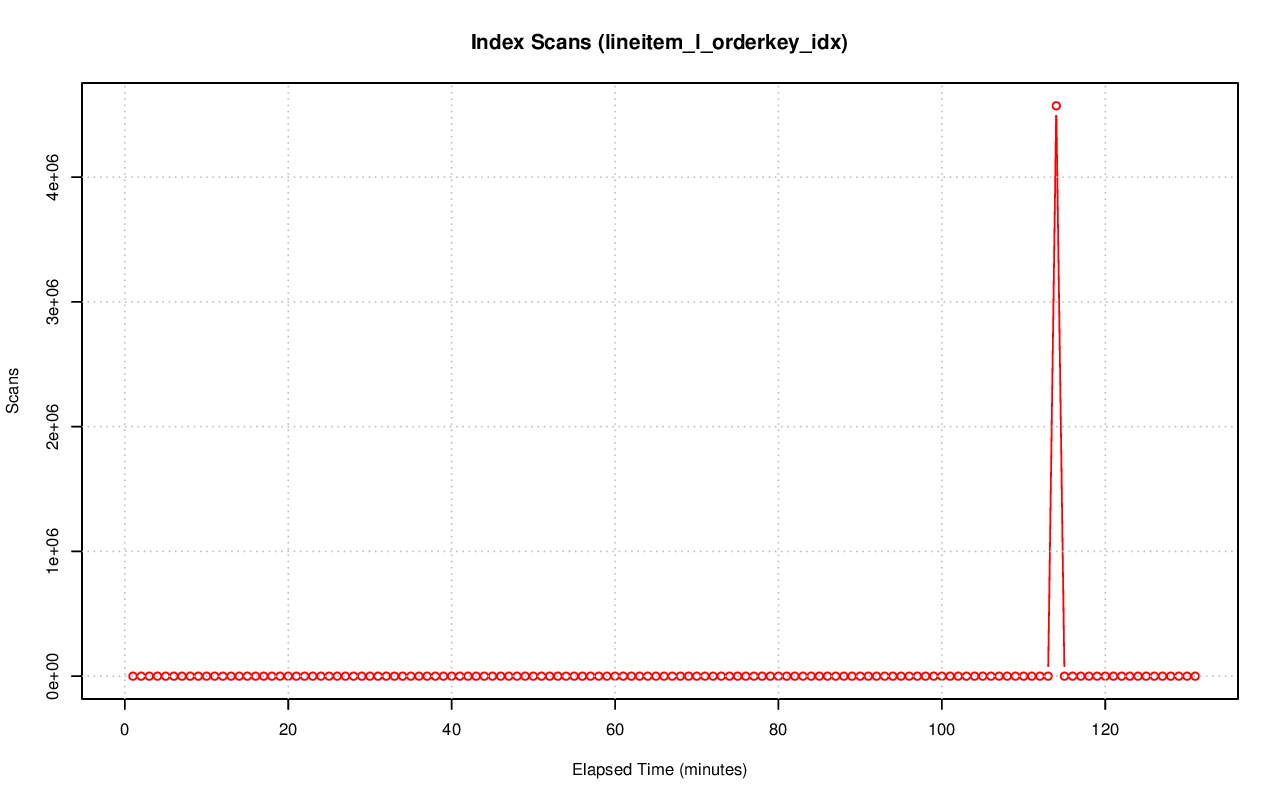 Index Scans (lineitem_l_orderkey_idx)
Scans
4e+06
3e+06
2e+06
1e+06
0e+00
0 20 40 60 80 100 120
Elapsed Time (minutes)